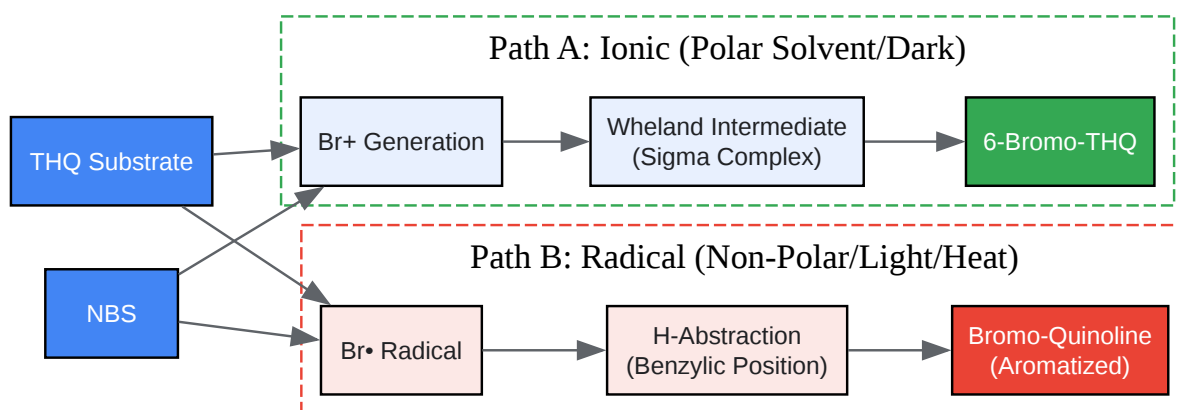 Path A: Ionic (Polar Solvent/Dark)
THQ Substrate
Br+ Generation
Wheland Intermediate
(Sigma Complex)
6-Bromo-THQ
Path B: Radical (Non-Polar/Light/Heat)
NBS
Br• Radical
H-Abstraction
(Benzylic Position)
Bromo-Quinoline
(Aromatized)